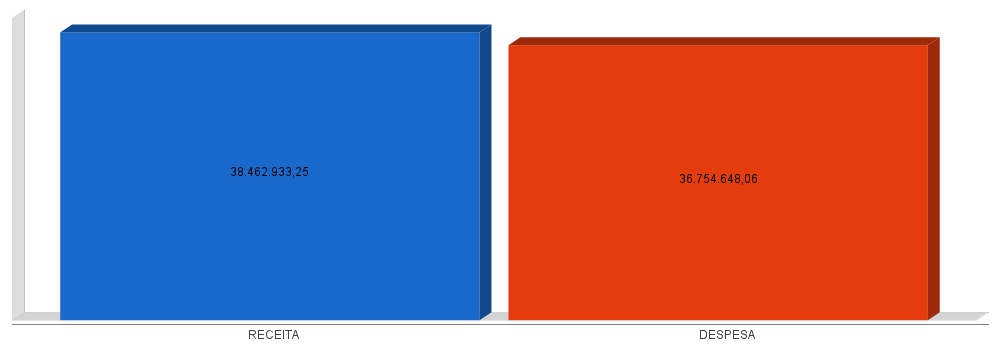 38.462.933,25
36.754.648,06
RECEITA
DESPESA